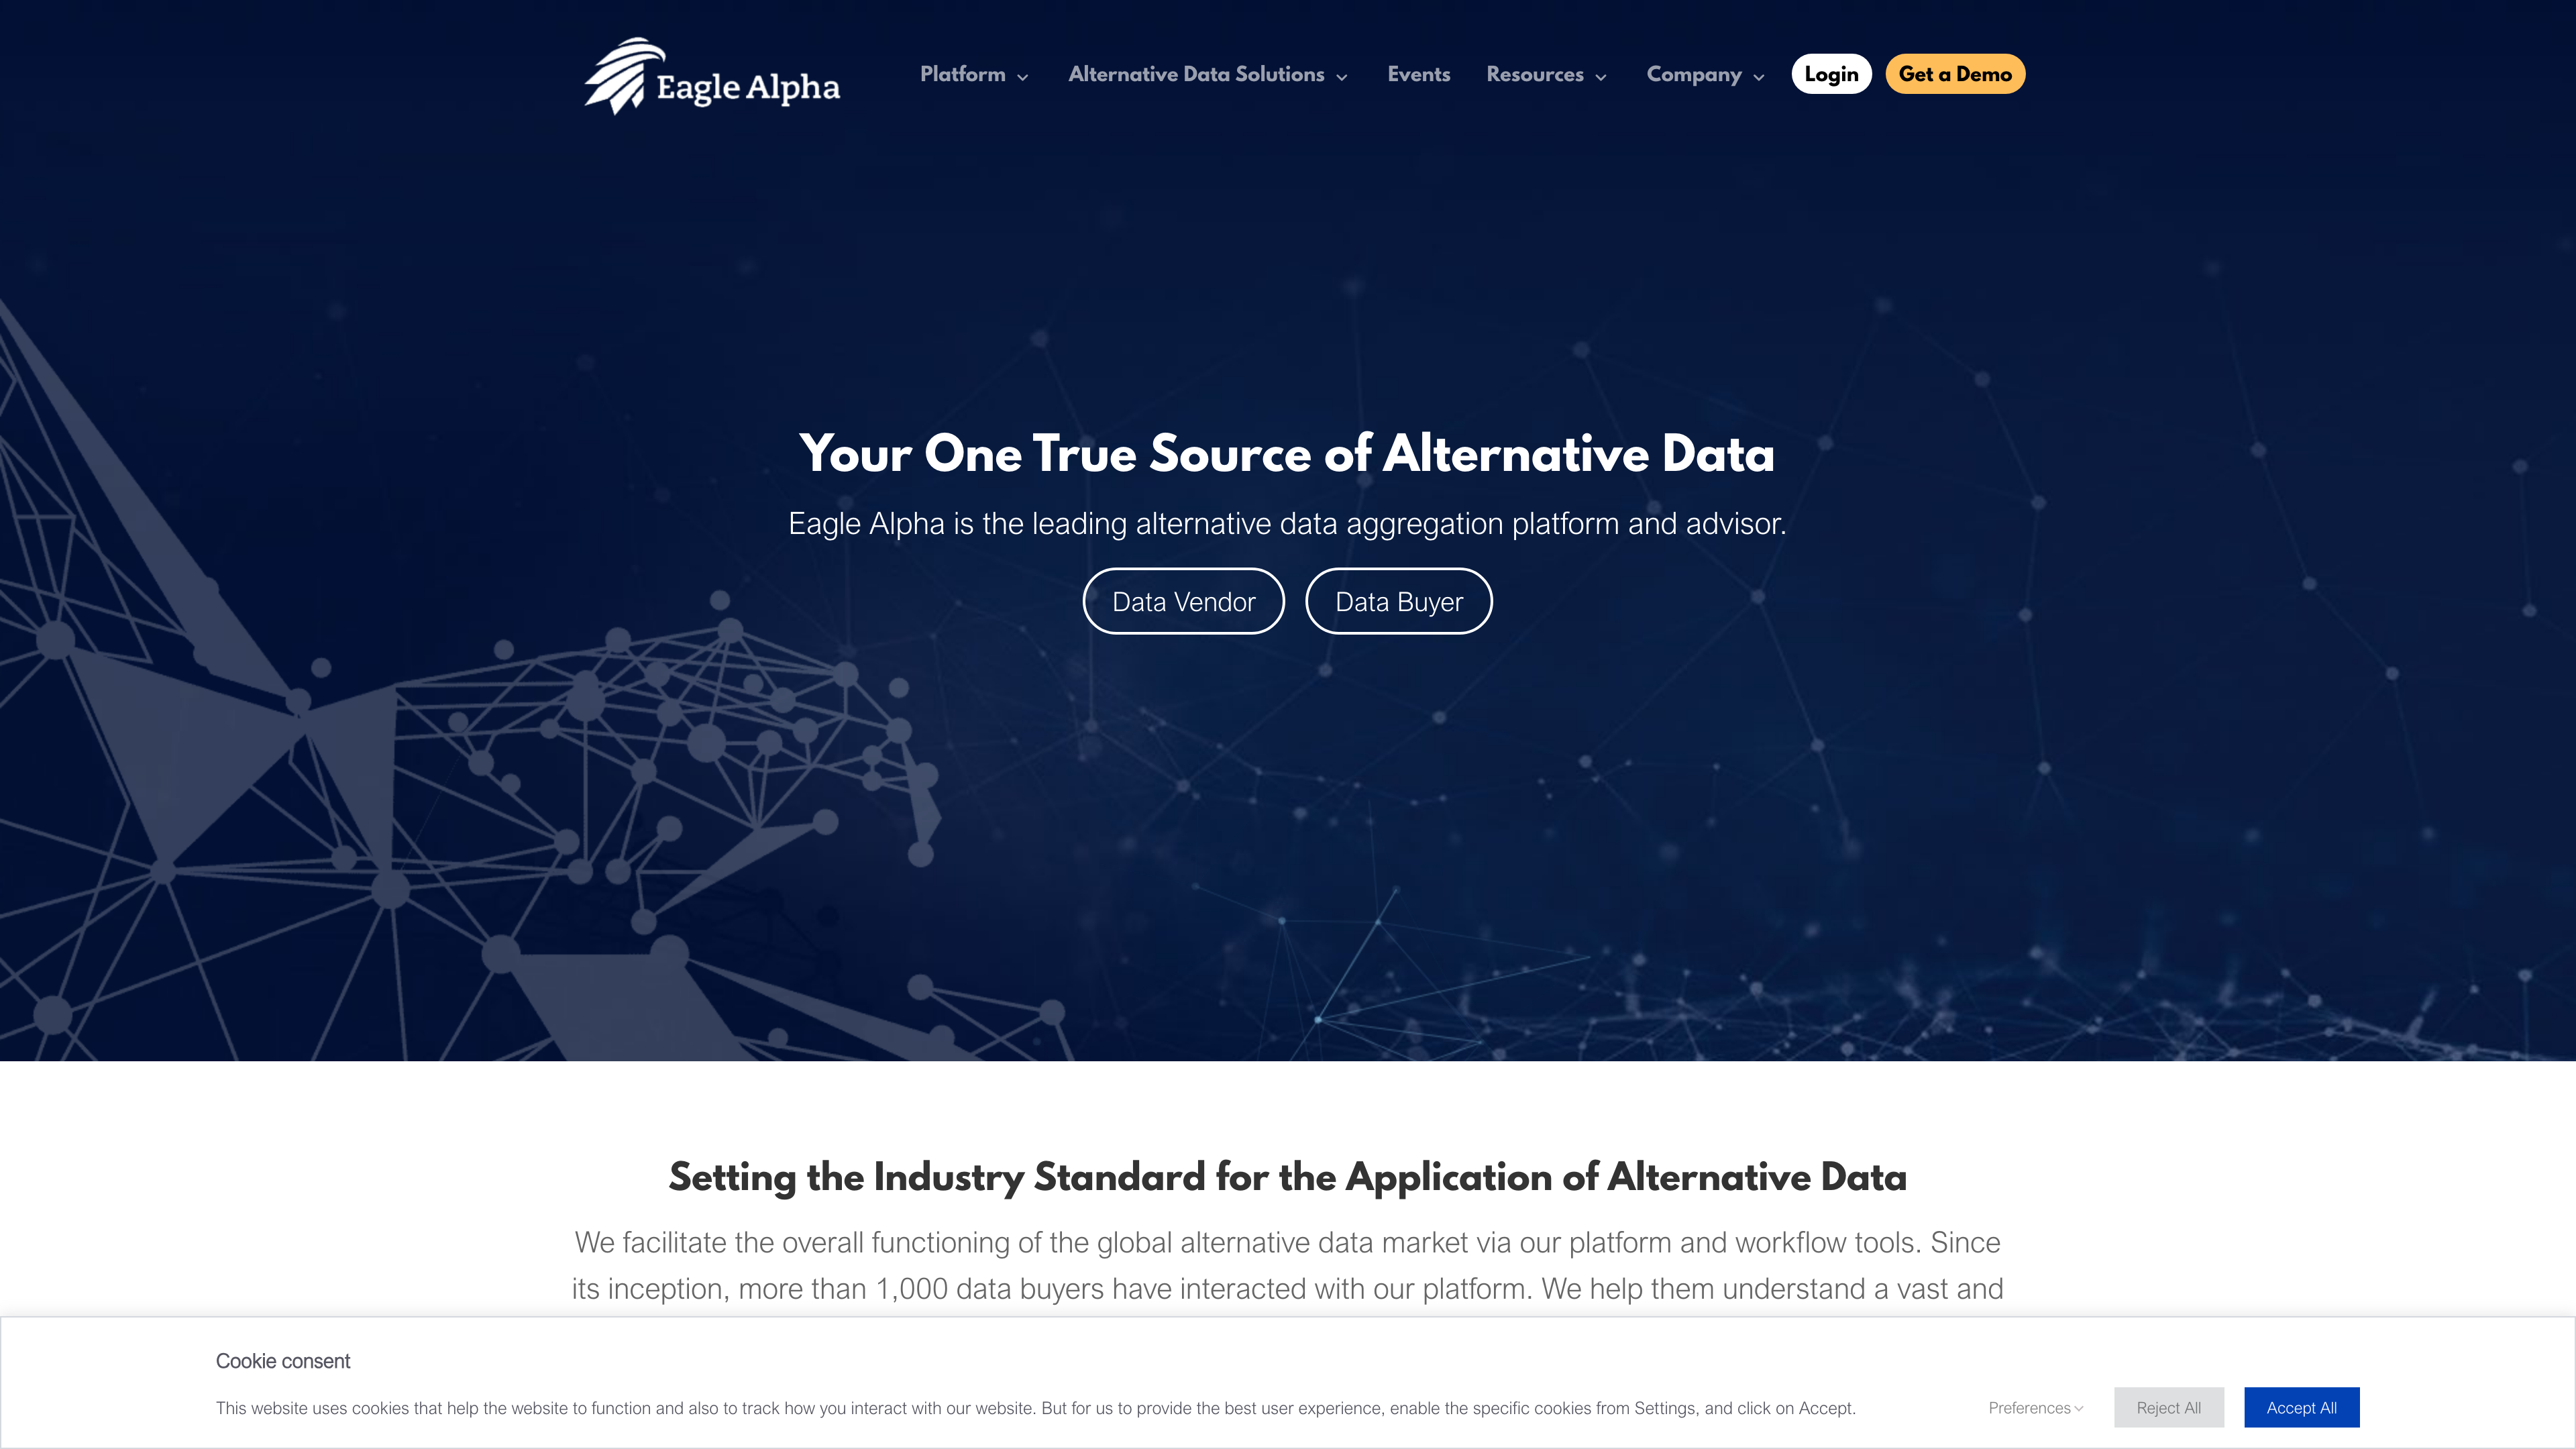 Eagle Alpha
Platform
Alternative Data Solutions
Events
Resources
Company
Login
Get a Demo
Your One True Source of Alternative Data
Eagle Alpha is the leading alternative data aggregation platform and advisor.
Data Vendor
Data Buyer
Setting the Industry Standard for the Application of Alternative Data
We facilitate the overall functioning of the global alternative data market via our platform and workflow tools. Since
its inception, more than 1,000 data buyers have interacted with our platform. We help them understand a vast and
Cookie consent
This website uses cookies that help the website to function and also to track how you interact with our website. But for us to provide the best user experience, enable the specific cookies from Settings, and click on Accept.
Preferences
Reject All
Accept All